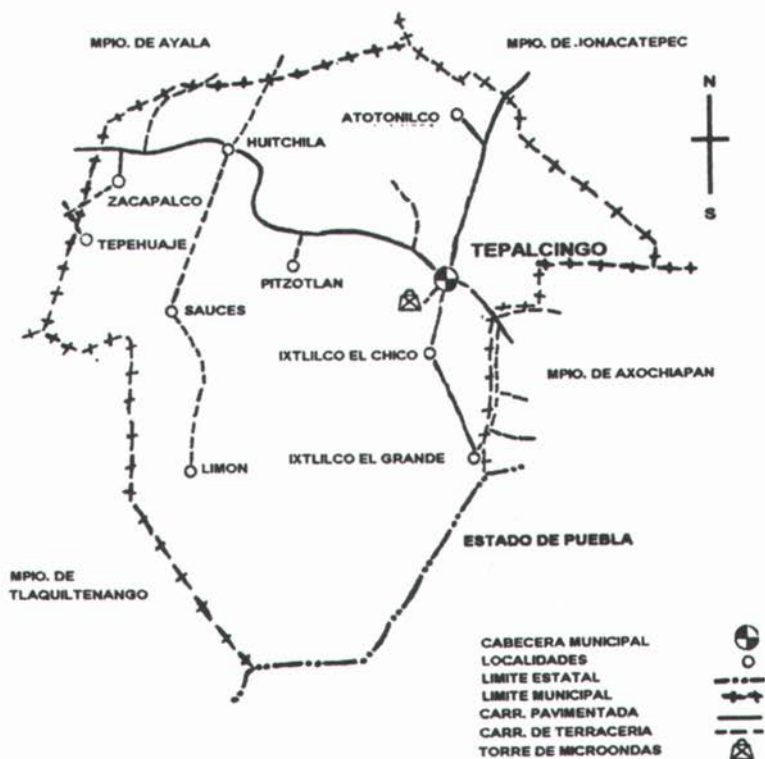 MPIO. DE AYALA
MPIO. DE JONACATEPEC
ATOTONILCO
N
S
HUITCHILA
ZACAPALCO
TEPEHUAJE
PITZOTLAN
TEPALCINGO
SAUCES
IXTLILCO EL CHICO
MPIO. DE AXOCHIAPAN
LIMON
IXTLILCO EL GRANDE
ESTADO DE PUEBLA
MPIO. DE
TLAQUILTENANGO
CABECERA MUNICIPAL
LOCALIDADES
LIMITE ESTATAL
LIMITE MUNICIPAL
CARR. PAVIMENTADA
CARR. DE TERRACERIA
TORRE DE MICROONDAS